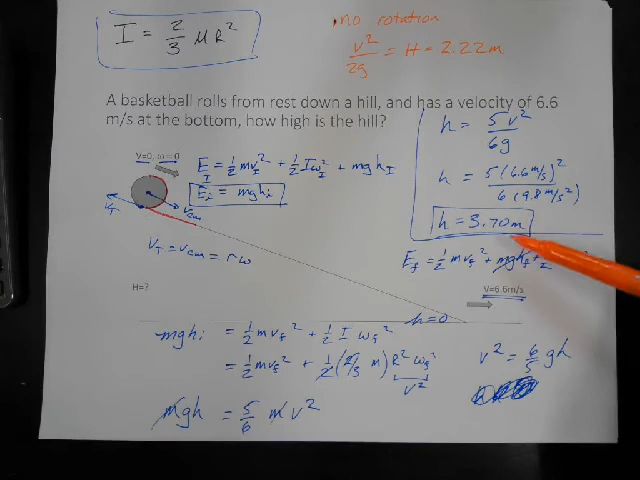 I = 2/3 MR²
no rotation
v²/2g = H = 2.22m
A basketball rolls from rest down a hill, and has a velocity of 6.6
m/s at the bottom, how high is the hill?
h = 5v²/6g
h = 5(6.6 m/s)²/6(9.8 m/s²)
h = 3.70m
V=0, ω=0
E_I = ½mv_I² + ½Iω_I² + mgh_I
E_i = mgh_i
V_T
V_cm
V_T = V_cm = rω
E_f = ½mv_f² + mgh_f + ½
V=6.6m/s
H=?
h=0
mgh_i = ½mv_f² + ½Iω_f²
= ½mv_f² + ½(2/3 m)R²ω_f²
V²
v² = 6/5 gh
mgh = 5/6 mv²